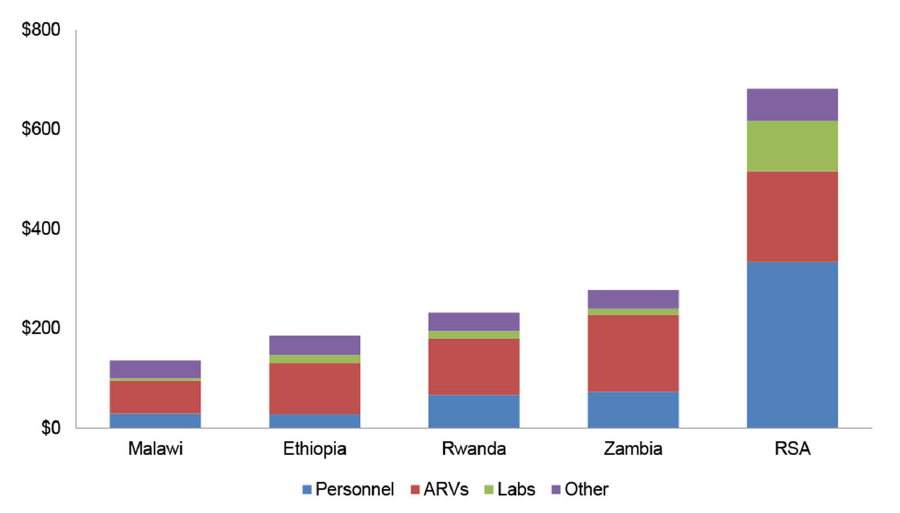 $800
$600
$400
$200
$0
Malawi Ethiopia Rwanda Zambia RSA
Personnel ARVs Labs Other